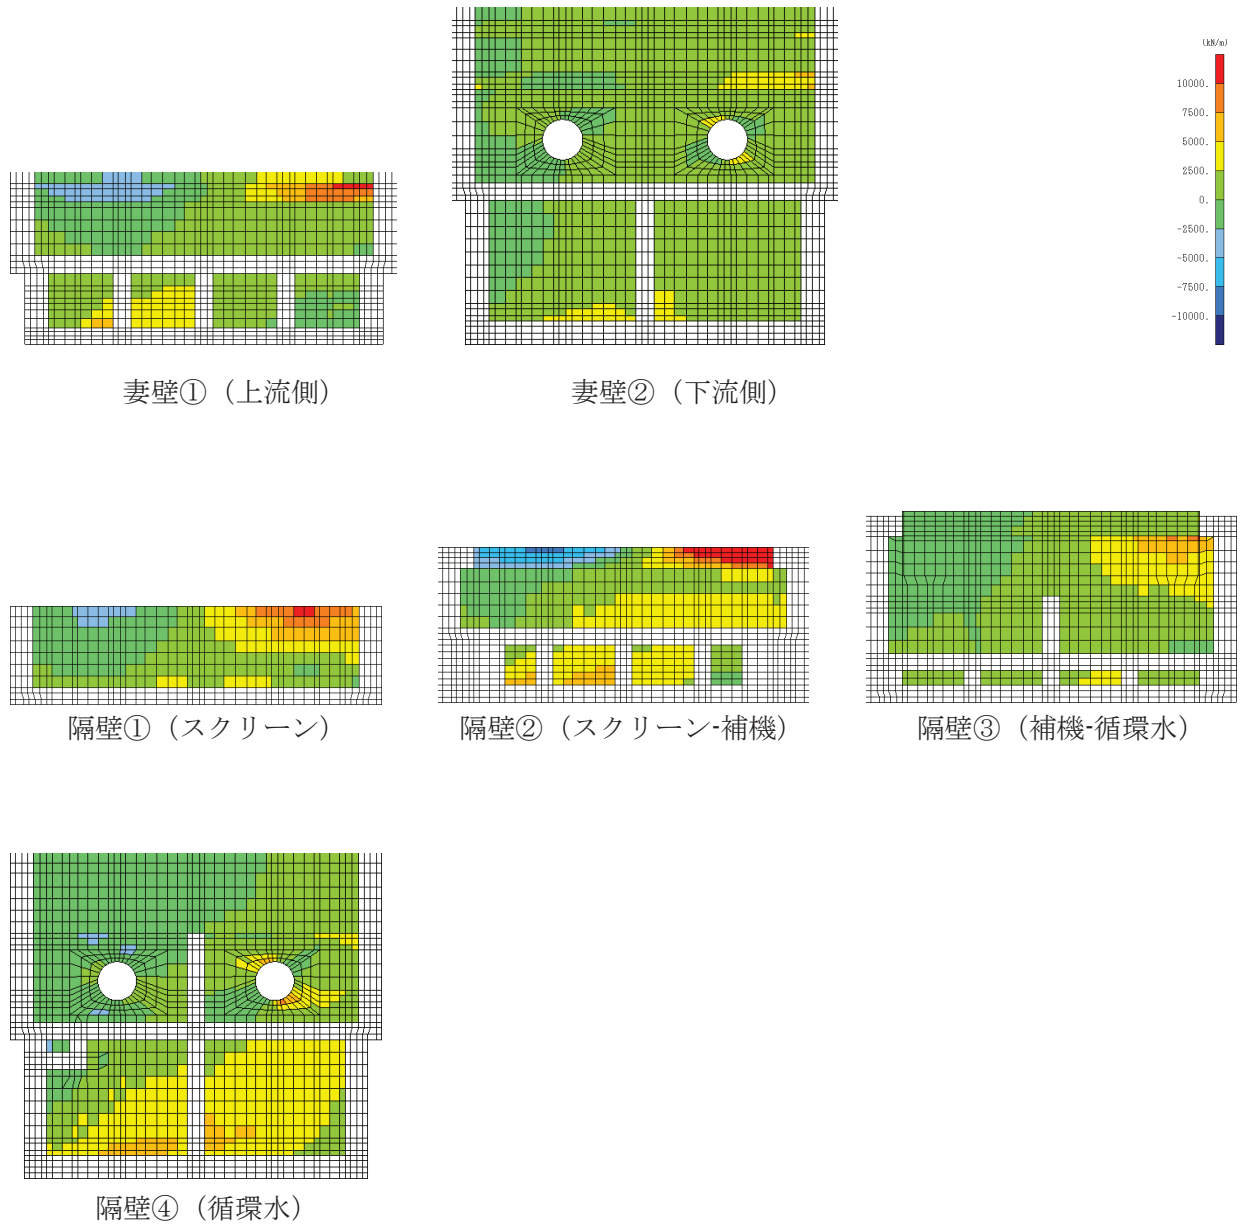 (kN/m)
10000.
7500.
5000.
2500.
0.
-2500.
-5000.
-7500.
-10000.
妻壁①（上流側）
妻壁②（下流側）
隔壁①（スクリーン）
隔壁②（スクリーン-補機）
隔壁③（補機-循環水）
隔壁④（循環水）